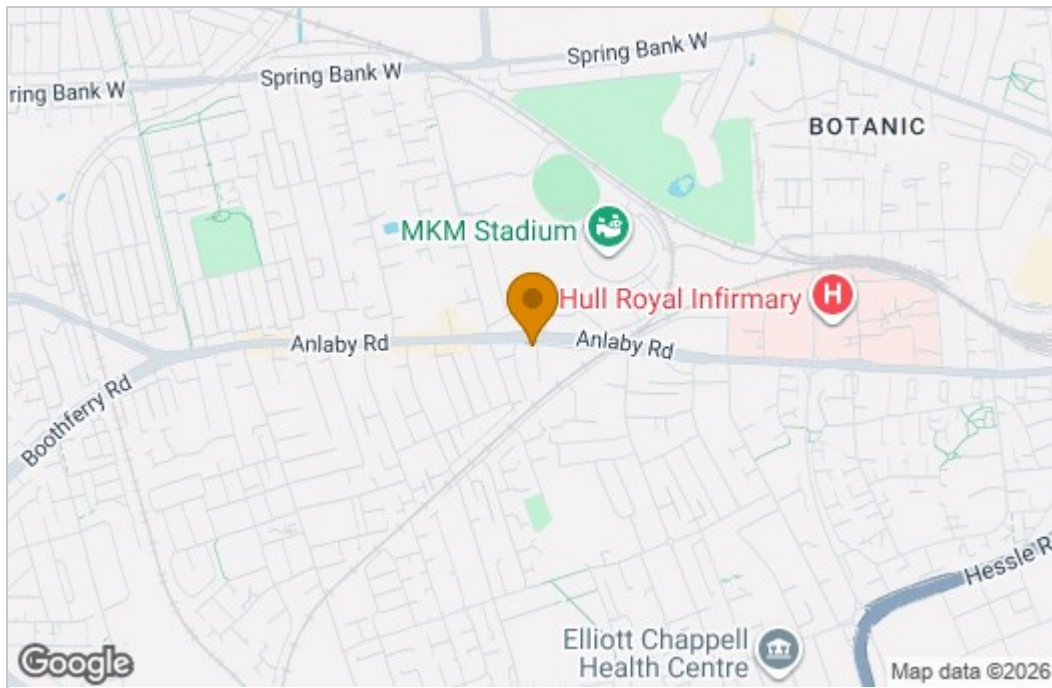 Spring Bank W
Spring Bank W
ring Bank W
BOTANIC
MKM Stadium
Hull Royal Infirmary
H
Anlaby Rd
Anlaby Rd
Boothferry Rd
Hessle R
Elliott Chappell
Health Centre
Google
Map data ©2026